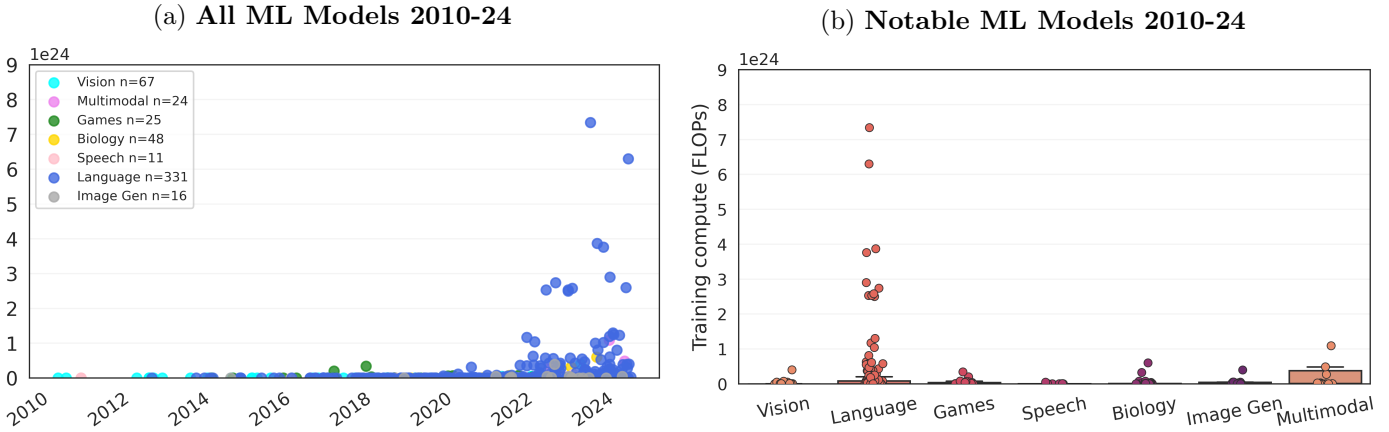 (a) All ML Models 2010-24
1e24
9
8
7
6
5
4
3
2
1
0
Vision n=67
Multimodal n=24
Games n=25
Biology n=48
Speech n=11
Language n=331
Image Gen n=16
2010
2012
2014
2016
2018
2020
2022
2024
(b) Notable ML Models 2010-24
1e24
Training compute (FLOPs)
9
8
7
6
5
4
3
2
1
0
Vision
Language
Games
Speech
Biology
Image Gen
Multimodal